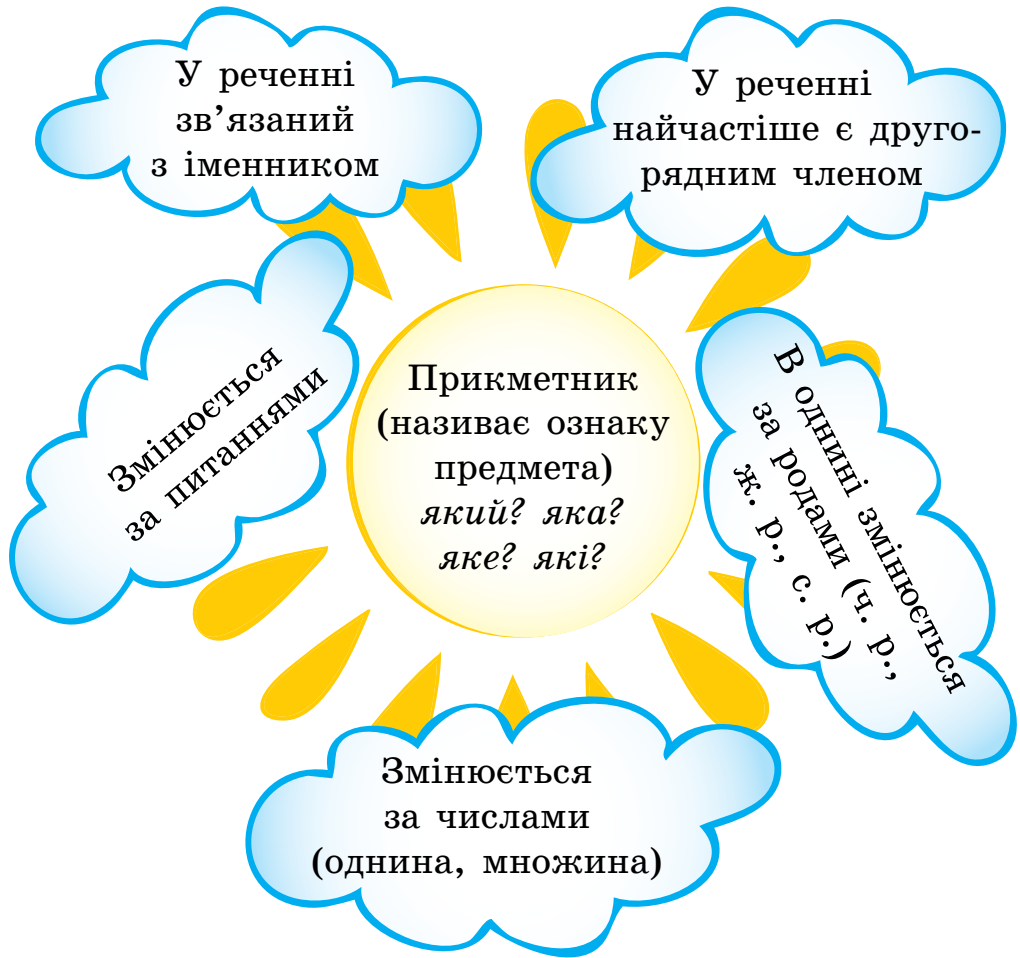 У реченні
зв’язаний
з іменником
У реченні
найчастіше є друго-
рядним членом
Змінюється
за питаннями
Прикметник
(називає ознаку
предмета)
який? яка?
яке? які?
В однині змінюється
за родами (ч. р.,
ж. р., с. р.)
Змінюється
за числами
(однина, множина)